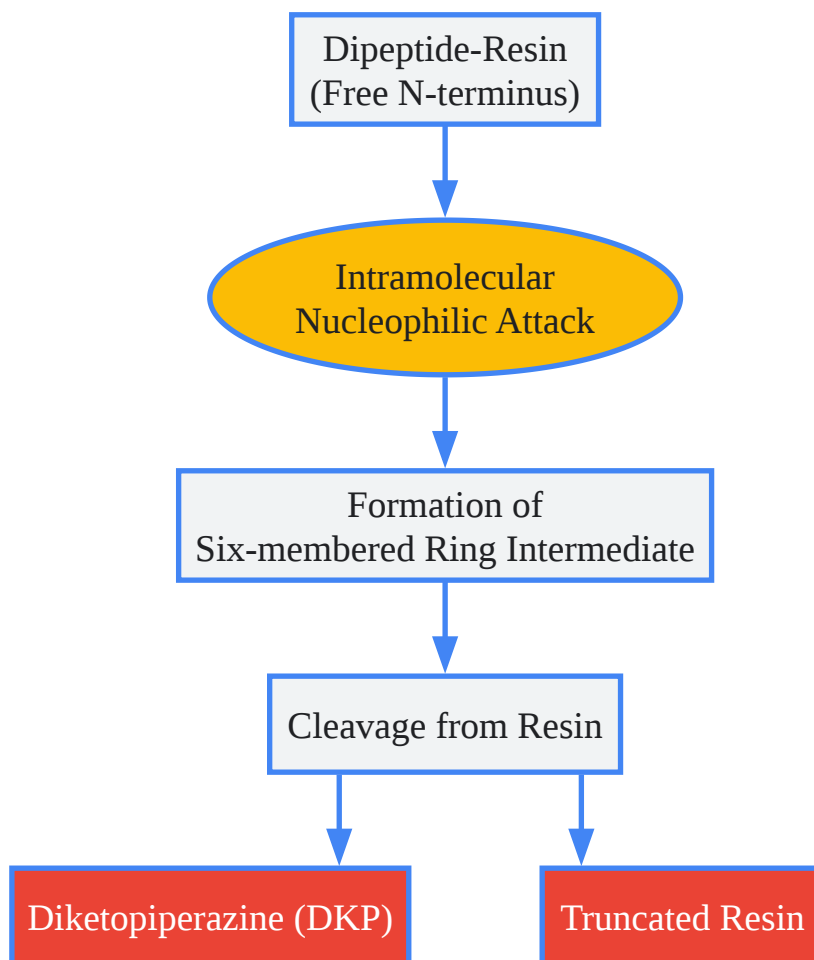 Dipeptide-Resin
(Free N-terminus)
Intramolecular
Nucleophilic Attack
Formation of
Six-membered Ring Intermediate
Cleavage from Resin
Diketopiperazine (DKP)
Truncated Resin